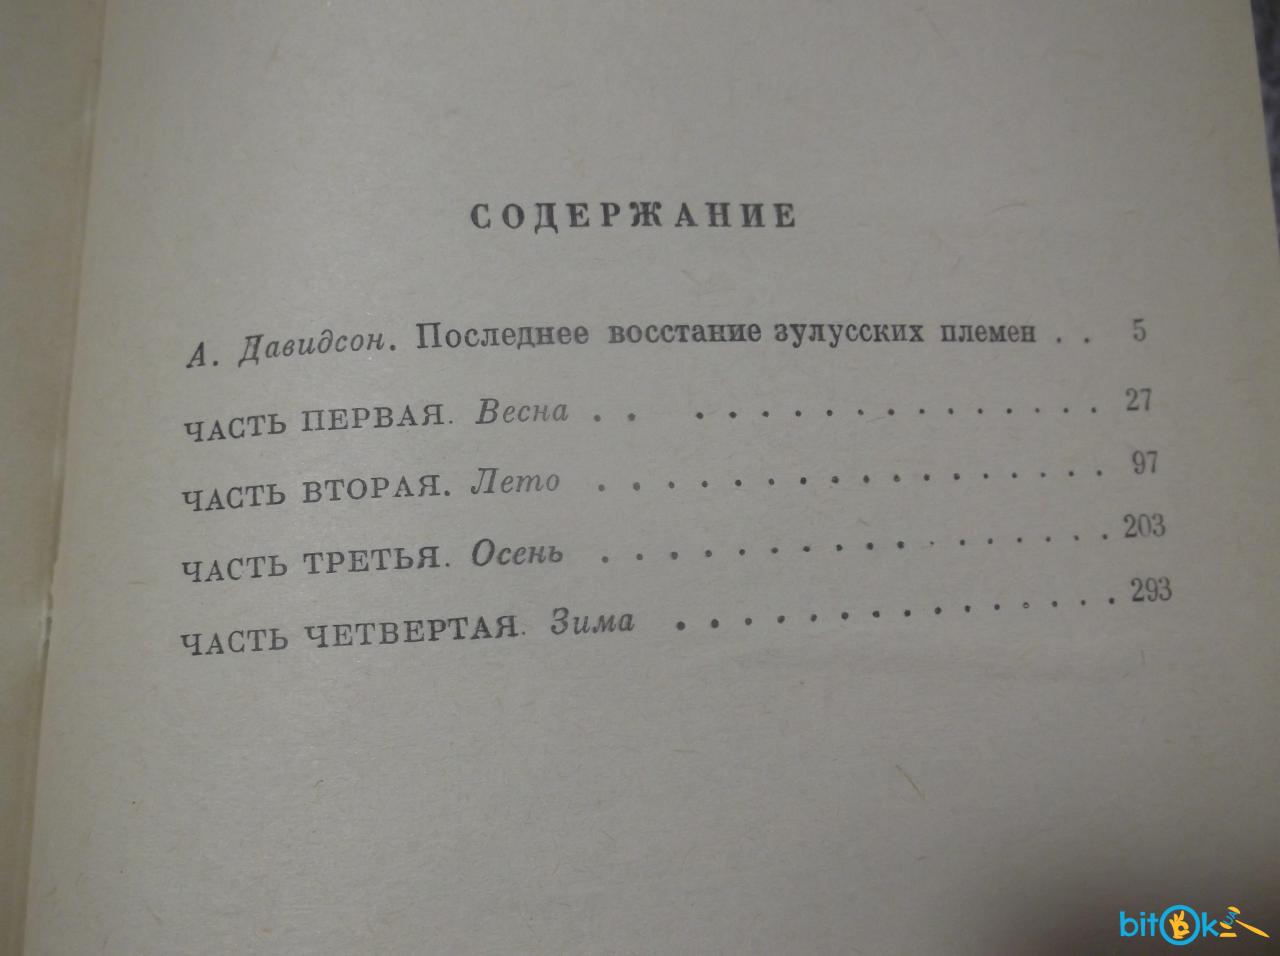 СОДЕРЖАНИЕ
А. Давидсон. Последнее восстание зулусских племен . . 5
ЧАСТЬ ПЕРВАЯ. Весна . . . . . . . . . . . . . . . 27
ЧАСТЬ ВТОРАЯ. Лето . . . . . . . . . . . . . . . . 97
ЧАСТЬ ТРЕТЬЯ. Осень . . . . . . . . . . . . . . . . 203
ЧАСТЬ ЧЕТВЕРТАЯ. Зима . . . . . . . . . . . . . . 293
bitOk UA